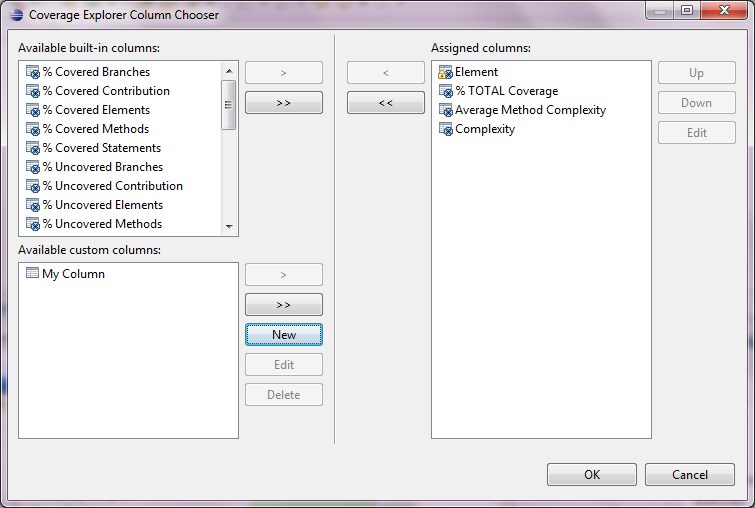 Coverage Explorer Column Chooser
Available built-in columns:
% Covered Branches
% Covered Contribution
% Covered Elements
% Covered Methods
% Covered Statements
% Uncovered Branches
% Uncovered Contribution
% Uncovered Elements
% Uncovered Methods
>
>>
Available custom columns:
My Column
>
>>
New
Edit
Delete
<
<<
Assigned columns:
Element
% TOTAL Coverage
Average Method Complexity
Complexity
Up
Down
Edit
OK
Cancel